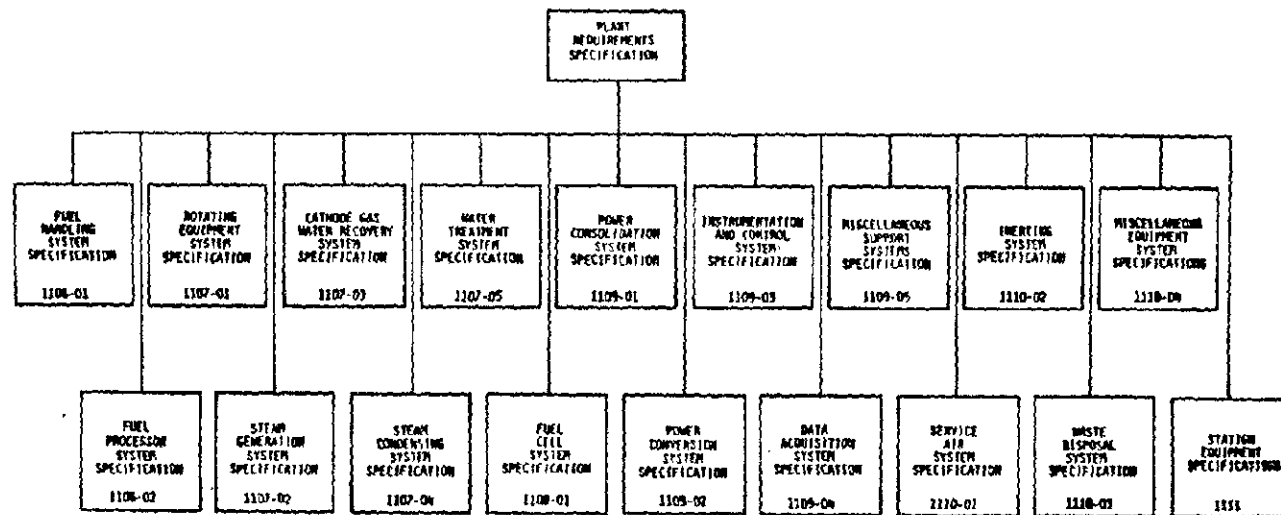 PLANT
REQUIREMENTS
SPECIFICATION
FUEL
HANDLING
SYSTEM
SPECIFICATION
1106-01
ROTATING
EQUIPMENT
SYSTEM
SPECIFICATION
1107-01
CATHODE GAS
WATER RECOVERY
SYSTEM
SPECIFICATION
1107-03
WATER
TREATMENT
SYSTEM
SPECIFICATION
1107-05
POWER
CONSOLIDATION
SYSTEM
SPECIFICATION
1109-01
INSTRUMENTATION
AND CONTROL
SYSTEM
SPECIFICATION
1109-03
MISCELLANEOUS
SUPPORT
SYSTEMS
SPECIFICATION
1109-05
INERTING
SYSTEM
SPECIFICATION
1110-02
MISCELLANEOUS
EQUIPMENT
SYSTEM
SPECIFICATIONS
1110-04
FUEL
PROCESSOR
SYSTEM
SPECIFICATION
1106-02
STEAM
GENERATION
SYSTEM
SPECIFICATION
1107-02
STEAM
CONDENSING
SYSTEM
SPECIFICATION
1107-04
FUEL
CELL
SYSTEM
SPECIFICATION
1108-01
POWER
CONVERSION
SYSTEM
SPECIFICATION
1109-02
DATA
ACQUISITION
SYSTEM
SPECIFICATION
1109-04
SERVICE
AIR
SYSTEM
SPECIFICATION
1110-01
WASTE
DISPOSAL
SYSTEM
SPECIFICATION
1110-03
STATION
EQUIPMENT
SPECIFICATIONS
1111